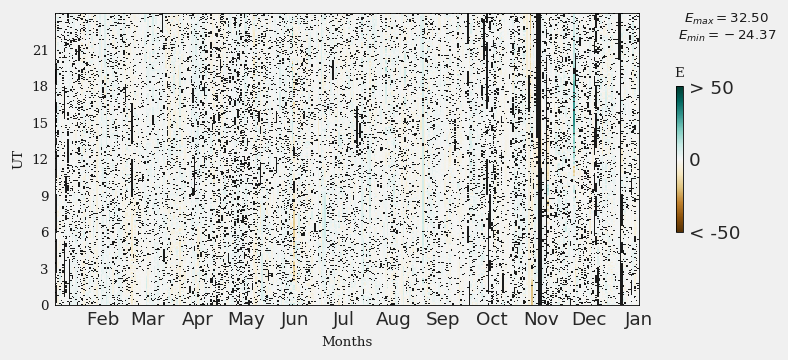 E_max = 32.50
E_min = −24.37
E
> 50
0
< -50
21
18
15
12
9
6
3
0
UT
Feb Mar Apr May Jun Jul Aug Sep Oct Nov Dec Jan
Months